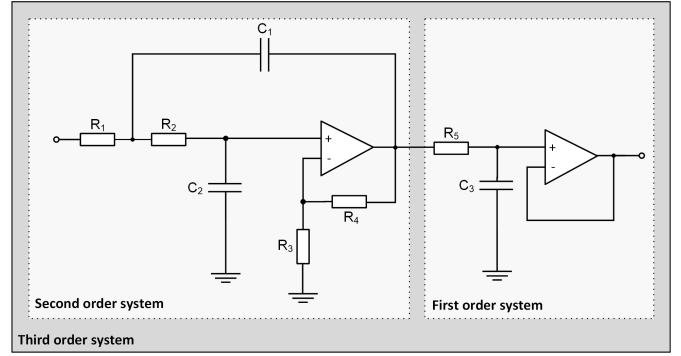 C1
R1
R2
+
-
C2
R4
R3
R5
+
-
C3
Second order system
First order system
Third order system